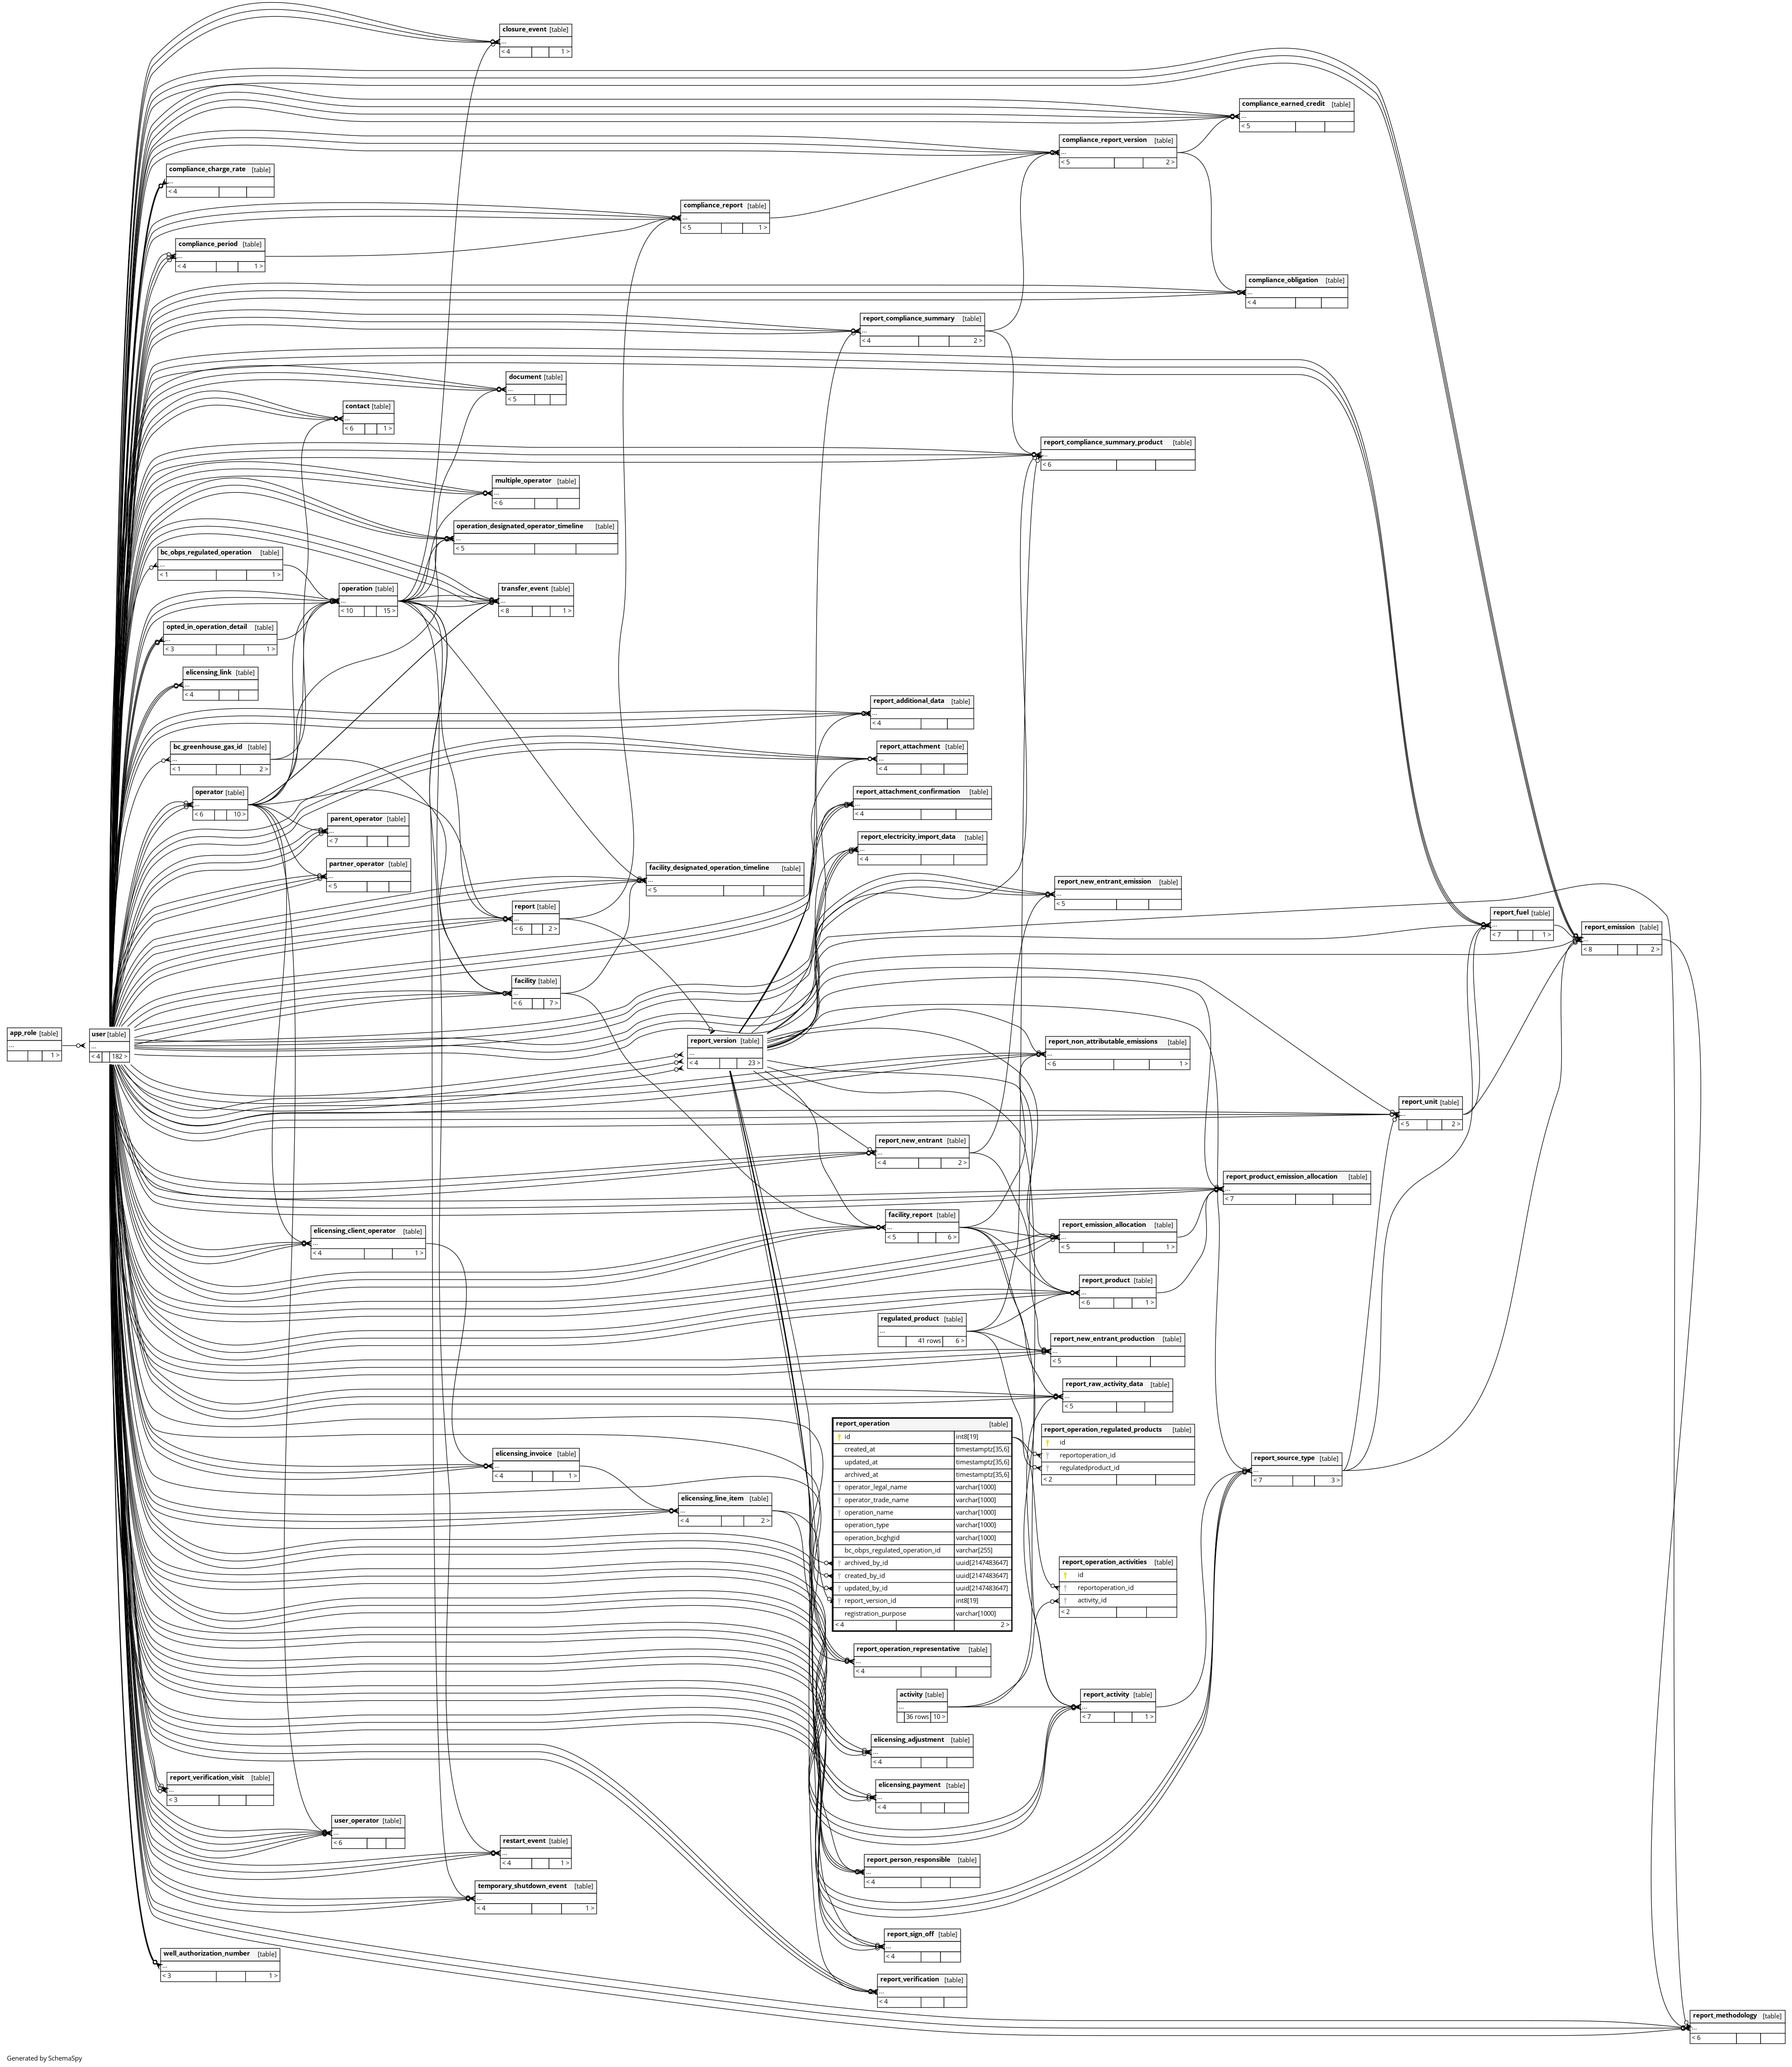 closure_event [table]
...
< 4 1 >
compliance_earned_credit [table]
...
< 5
compliance_report_version [table]
...
< 5 2 >
compliance_charge_rate [table]
...
< 4
compliance_report [table]
...
< 5 1 >
compliance_period [table]
...
< 4 1 >
compliance_obligation [table]
...
< 4
report_compliance_summary [table]
...
< 4 2 >
document [table]
...
< 5
contact [table]
...
< 6 1 >
report_compliance_summary_product [table]
...
< 6
multiple_operator [table]
...
< 6
operation_designated_operator_timeline [table]
...
< 5
bc_obps_regulated_operation [table]
...
< 1 1 >
operation [table]
...
< 10 15 >
transfer_event [table]
...
< 8 1 >
opted_in_operation_detail [table]
...
< 3 1 >
elicensing_link [table]
...
< 4
report_additional_data [table]
...
< 4
bc_greenhouse_gas_id [table]
...
< 1 2 >
report_attachment [table]
...
< 4
operator [table]
...
< 6 10 >
report_attachment_confirmation [table]
...
< 4
parent_operator [table]
...
< 7
report_electricity_import_data [table]
...
< 4
partner_operator [table]
...
< 5
facility_designated_operation_timeline [table]
...
< 5
report_new_entrant_emission [table]
...
< 5
report [table]
...
< 6 2 >
report_fuel [table]
...
< 7 1 >
report_emission [table]
...
< 8 2 >
facility [table]
...
< 6 7 >
app_role [table]
...
1 >
user [table]
...
< 4 182 >
report_version [table]
...
< 4 23 >
report_non_attributable_emissions [table]
...
< 6 1 >
report_unit [table]
...
< 5 2 >
report_new_entrant [table]
...
< 4 2 >
report_product_emission_allocation [table]
...
< 7
facility_report [table]
...
< 5 6 >
report_emission_allocation [table]
...
< 5 1 >
elicensing_client_operator [table]
...
< 4 1 >
report_product [table]
...
< 6 1 >
regulated_product [table]
...
41 rows 6 >
report_new_entrant_production [table]
...
< 5
report_raw_activity_data [table]
...
< 5
report_operation [table]
id int8[19]
created_at timestamptz[35,6]
updated_at timestamptz[35,6]
archived_at timestamptz[35,6]
operator_legal_name varchar[1000]
operator_trade_name varchar[1000]
operation_name varchar[1000]
operation_type varchar[1000]
operation_bcghgid varchar[1000]
bc_obps_regulated_operation_id varchar[255]
archived_by_id uuid[2147483647]
created_by_id uuid[2147483647]
updated_by_id uuid[2147483647]
report_version_id int8[19]
registration_purpose varchar[1000]
< 4 2 >
report_operation_regulated_products [table]
id
reportoperation_id
regulatedproduct_id
< 2
elicensing_invoice [table]
...
< 4 1 >
report_source_type [table]
...
< 7 3 >
elicensing_line_item [table]
...
< 4 2 >
report_operation_activities [table]
id
reportoperation_id
activity_id
< 2
report_operation_representative [table]
...
< 4
activity [table]
...
36 rows 10 >
report_activity [table]
...
< 7 1 >
elicensing_adjustment [table]
...
< 4
report_verification_visit [table]
...
< 3
elicensing_payment [table]
...
< 4
user_operator [table]
...
< 6
restart_event [table]
...
< 4 1 >
report_person_responsible [table]
...
< 4
temporary_shutdown_event [table]
...
< 4 1 >
report_sign_off [table]
...
< 4
well_authorization_number [table]
...
< 3 1 >
report_verification [table]
...
< 4
report_methodology [table]
...
< 6
Generated by SchemaSpy